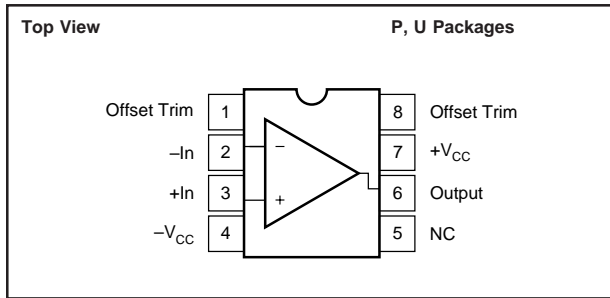 Top View P, U Packages
Offset Trim 1 8 Offset Trim
–In 2 – 7 +VCC
+In 3 + 6 Output
–VCC 4 5 NC